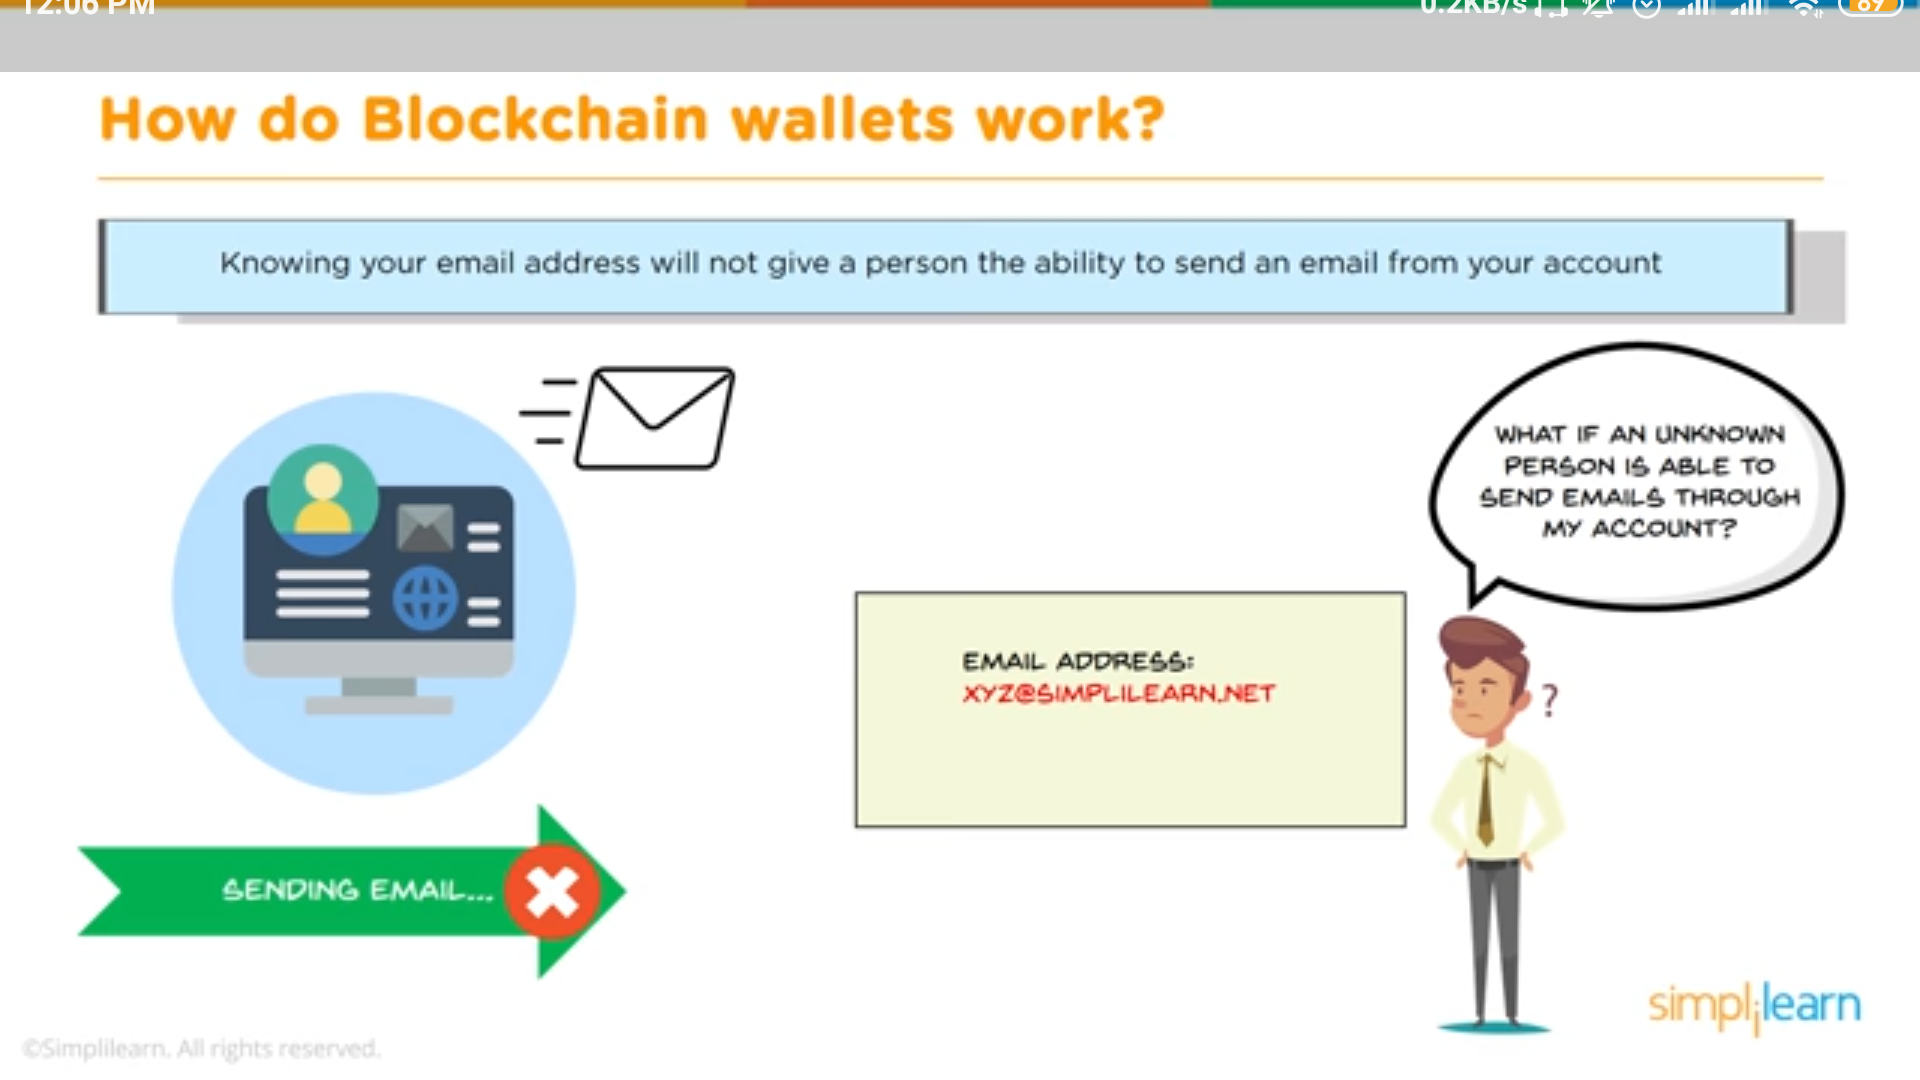 12:06 PM
0.2KB/s
69
How do Blockchain wallets work?
Knowing your email address will not give a person the ability to send an email from your account
WHAT IF AN UNKNOWN
PERSON IS ABLE TO
SEND EMAILS THROUGH
MY ACCOUNT?
EMAIL ADDRESS:
XYZ@SIMPLILEARN.NET
?
SENDING EMAIL...
simplilearn
©Simplilearn. All rights reserved.